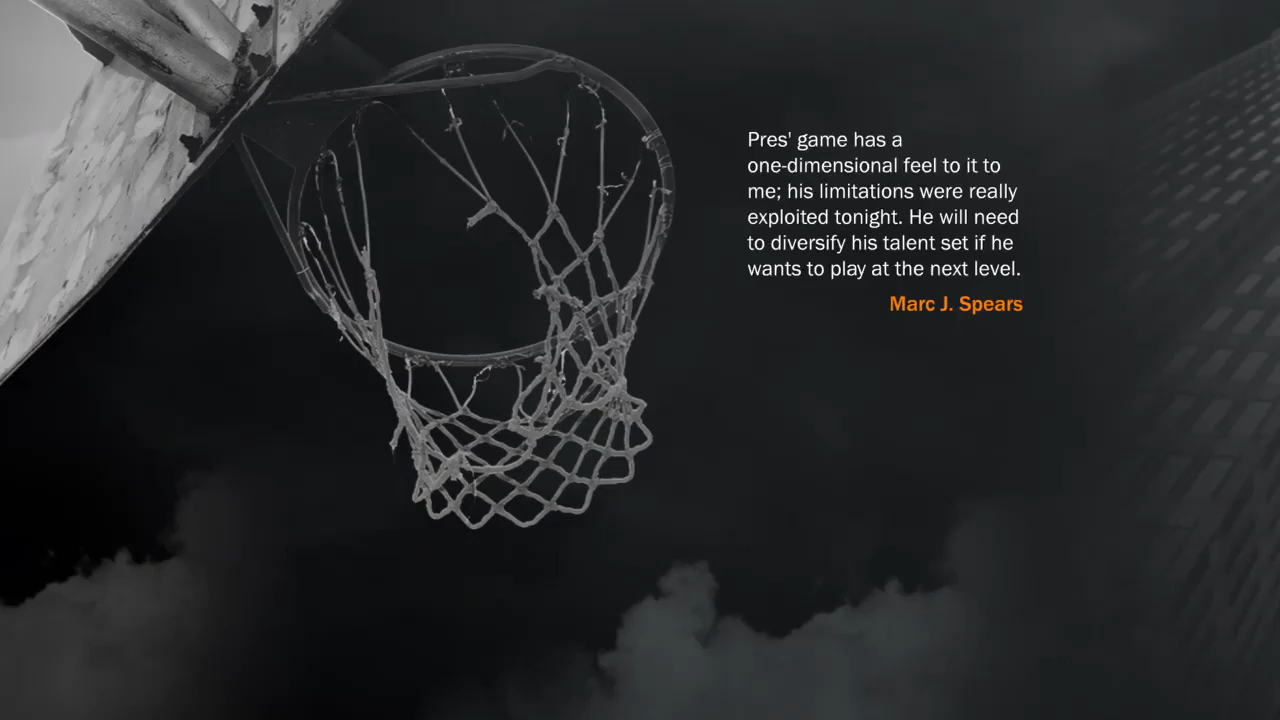 Pres' game has a
one-dimensional feel to it to
me; his limitations were really
exploited tonight. He will need
to diversify his talent set if he
wants to play at the next level.
Marc J. Spears